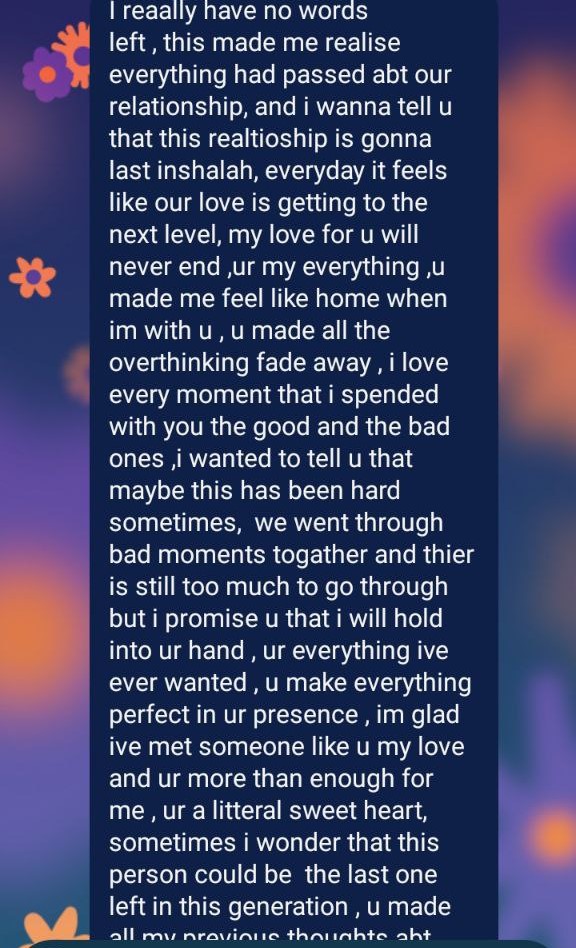 I reaally have no words
left , this made me realise
everything had passed abt our
relationship, and i wanna tell u
that this realtioship is gonna
last inshalah, everyday it feels
like our love is getting to the
next level, my love for u will
never end ,ur my everything ,u
made me feel like home when
im with u , u made all the
overthinking fade away , i love
every moment that i spended
with you the good and the bad
ones ,i wanted to tell u that
maybe this has been hard
sometimes,  we went through
bad moments togather and thier
is still too much to go through
but i promise u that i will hold
into ur hand , ur everything ive
ever wanted , u make everything
perfect in ur presence , im glad
ive met someone like u my love
and ur more than enough for
me , ur a litteral sweet heart,
sometimes i wonder that this
person could be  the last one
left in this generation , u made
all my previous thoughts abt